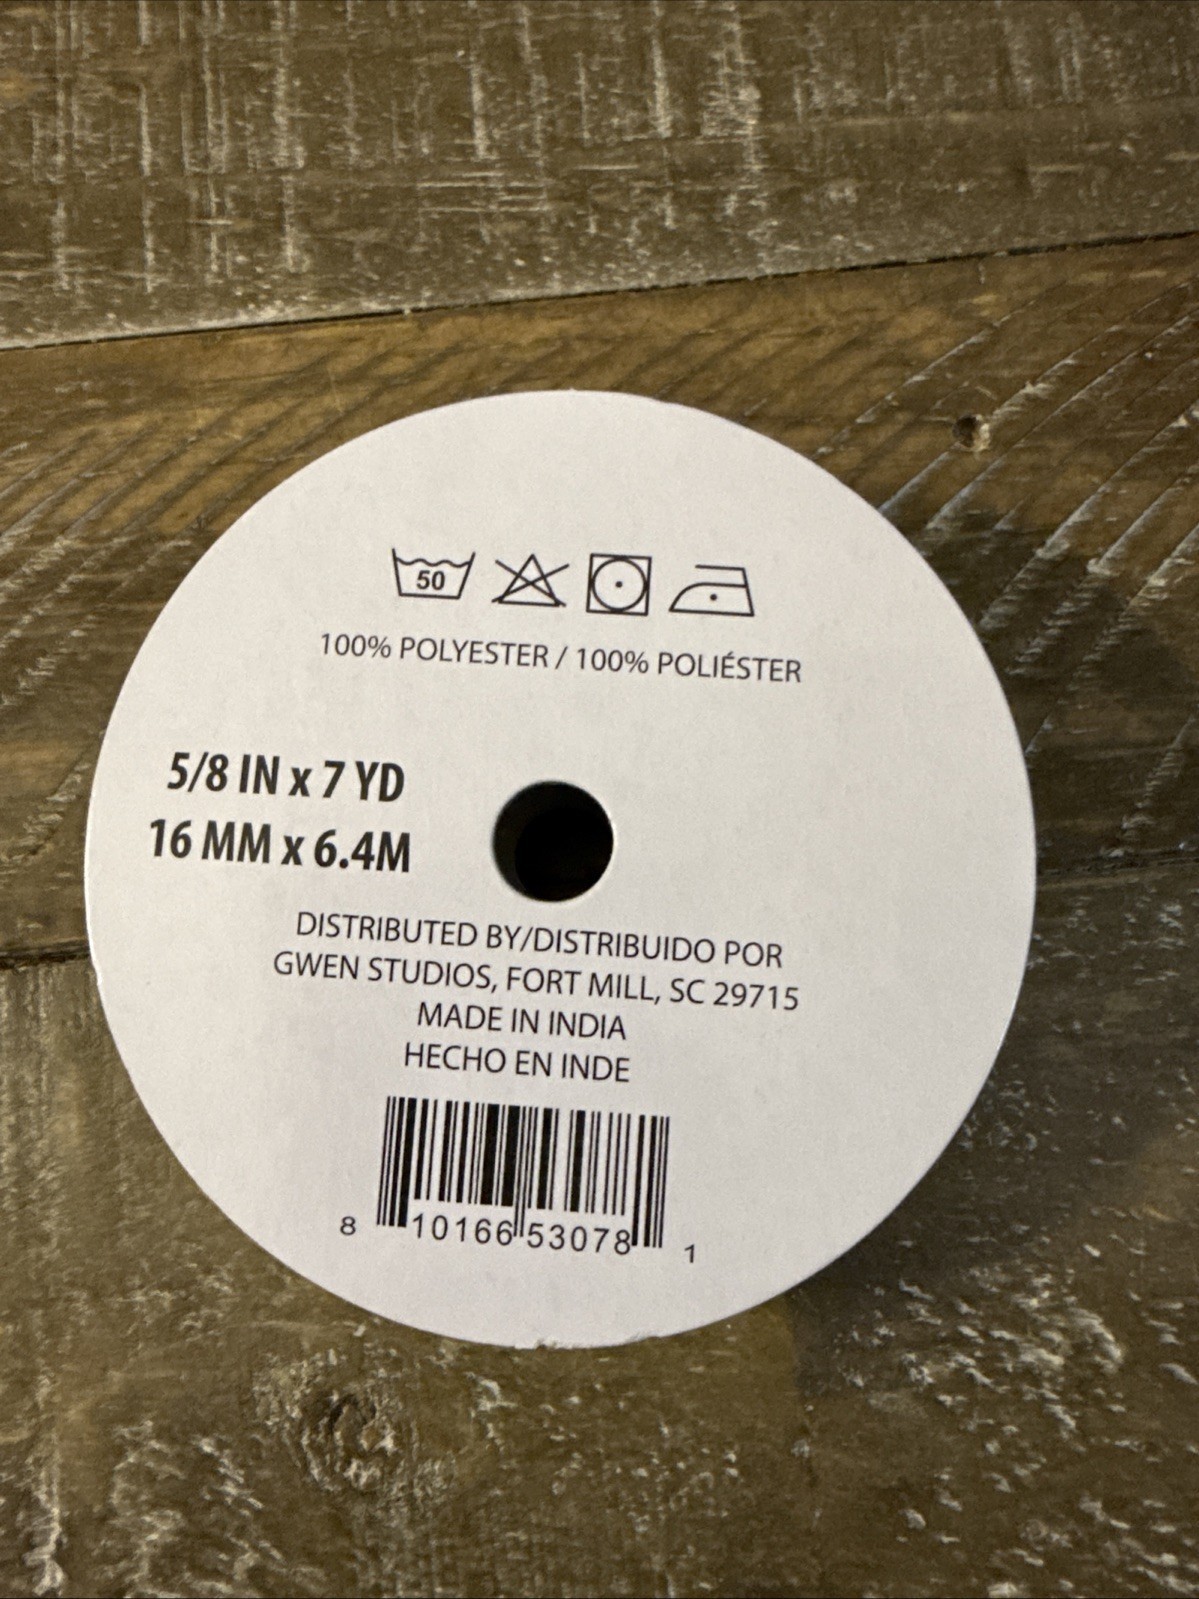 50
100% POLYESTER / 100% POLIÉSTER
5/8 IN x 7 YD
16 MM x 6.4M
DISTRIBUTED BY/DISTRIBUIDO POR
GWEN STUDIOS, FORT MILL, SC 29715
MADE IN INDIA
HECHO EN INDE
8 10166 53078 1